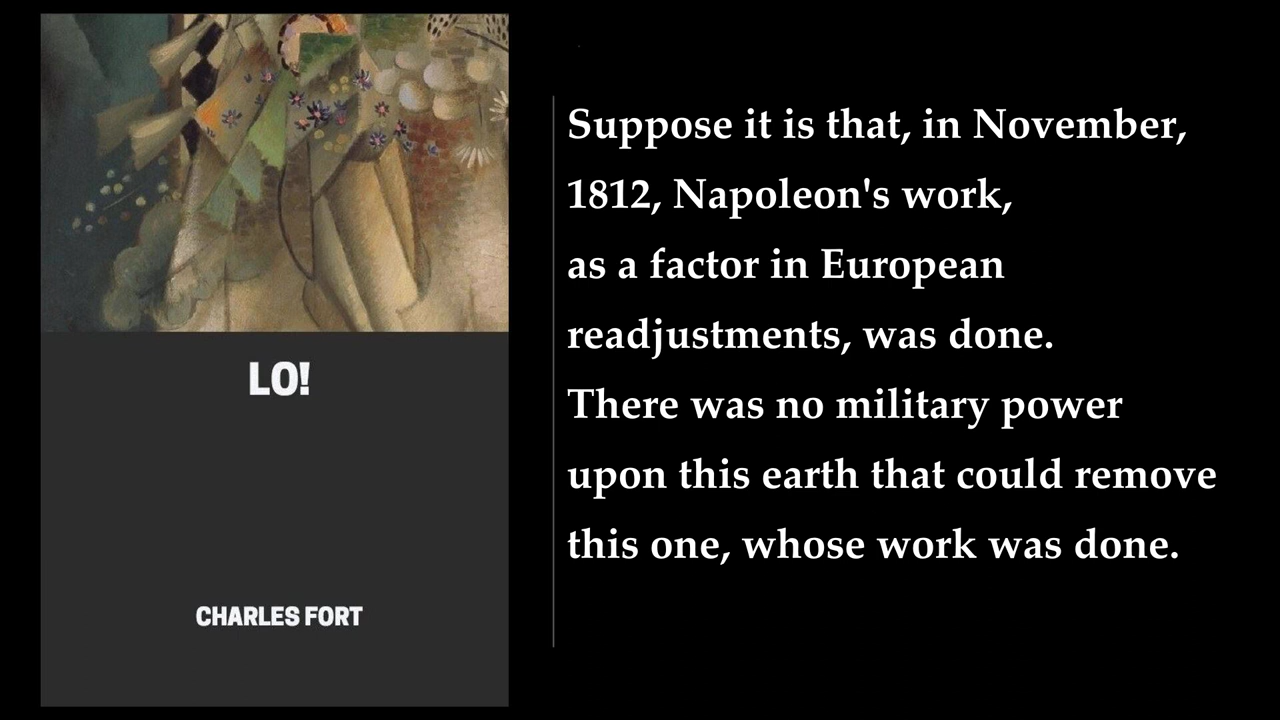 LO!
CHARLES FORT
Suppose it is that, in November,
1812, Napoleon's work,
as a factor in European
readjustments, was done.
There was no military power
upon this earth that could remove
this one, whose work was done.